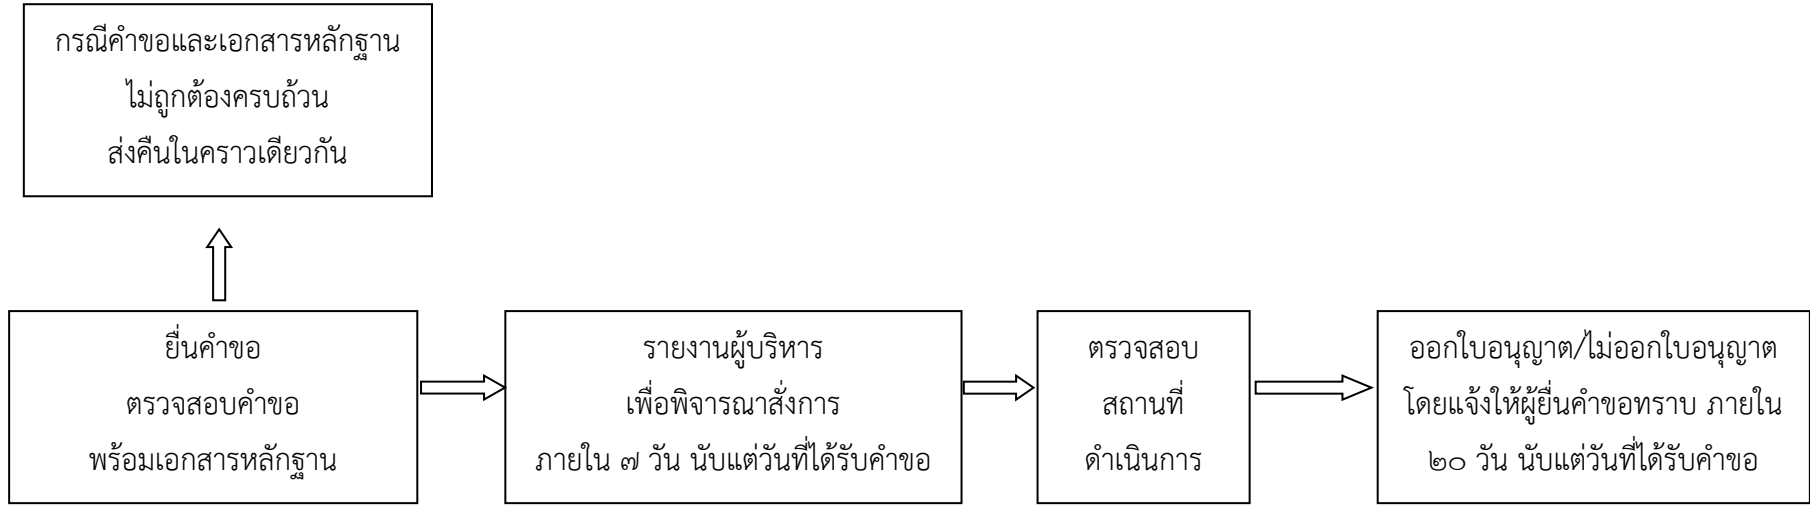 กรณีคำขอและเอกสารหลักฐาน
ไม่ถูกต้องครบถ้วน
ส่งคืนในคราวเดียวกัน
ยื่นคำขอ
ตรวจสอบคำขอ
พร้อมเอกสารหลักฐาน
รายงานผู้บริหาร
เพื่อพิจารณาสั่งการ
ภายใน ๗ วัน นับแต่วันที่ได้รับคำขอ
ตรวจสอบ
สถานที่
ดำเนินการ
ออกใบอนุญาต/ไม่ออกใบอนุญาต
โดยแจ้งให้ผู้ยื่นคำขอทราบ ภายใน
๒๐ วัน นับแต่วันที่ได้รับคำขอ